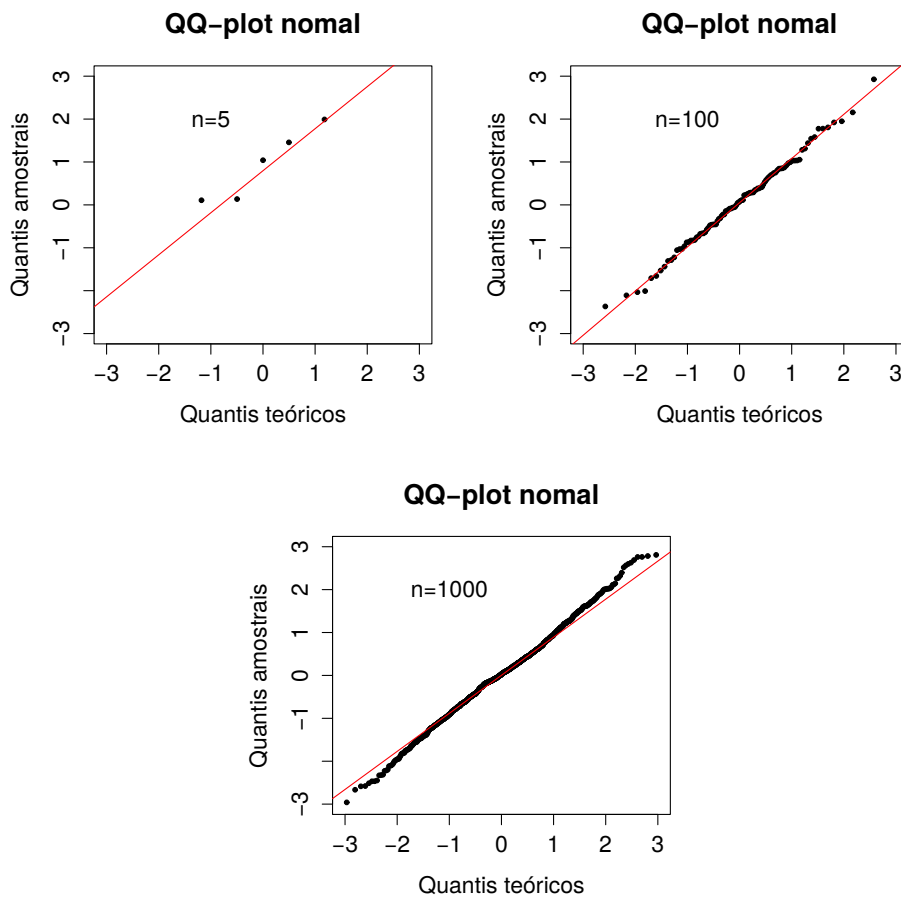 QQ−plot nomal
n=5
Quantis amostrais
3
2
1
0
−1
−3
−3 −2 −1 0 1 2 3
Quantis teóricos
QQ−plot nomal
n=100
Quantis amostrais
3
2
1
0
−1
−3
−3 −2 −1 0 1 2 3
Quantis teóricos
QQ−plot nomal
n=1000
Quantis amostrais
3
2
1
0
−1
−3
−3 −2 −1 0 1 2 3
Quantis teóricos